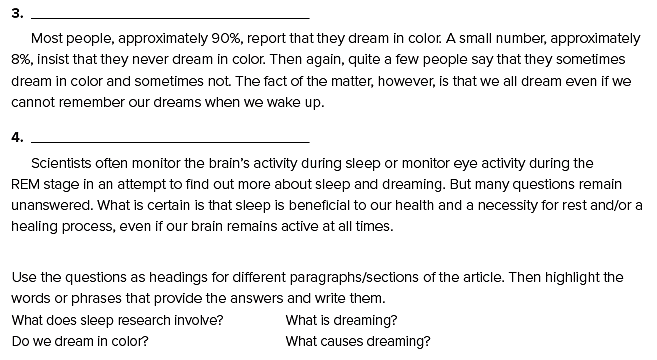 3. ____________________
Most people, approximately 90%, report that they dream in color. A small number, approximately
8%, insist that they never dream in color. Then again, quite a few people say that they sometimes
dream in color and sometimes not. The fact of the matter, however, is that we all dream even if we
cannot remember our dreams when we wake up.
4. ____________________
Scientists often monitor the brain's activity during sleep or monitor eye activity during the
REM stage in an attempt to find out more about sleep and dreaming. But many questions remain
unanswered. What is certain is that sleep is beneficial to our health and a necessity for rest and/or a
healing process, even if our brain remains active at all times.
Use the questions as headings for different paragraphs/sections of the article. Then highlight the
words or phrases that provide the answers and write them.
What does sleep research involve? What is dreaming?
Do we dream in color? What causes dreaming?